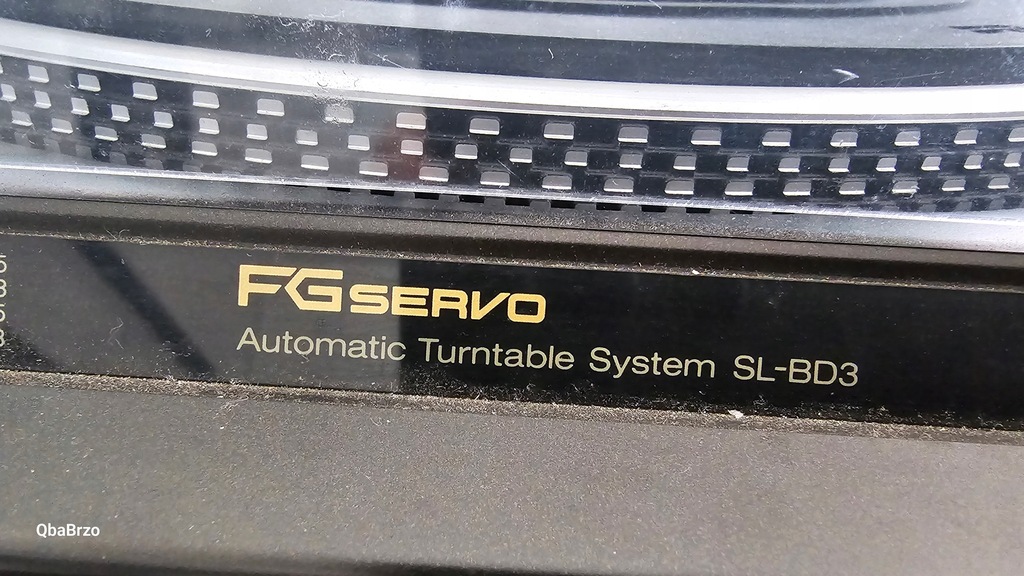 FG SERVO
Automatic Turntable System SL-BD3
QbaBrzo